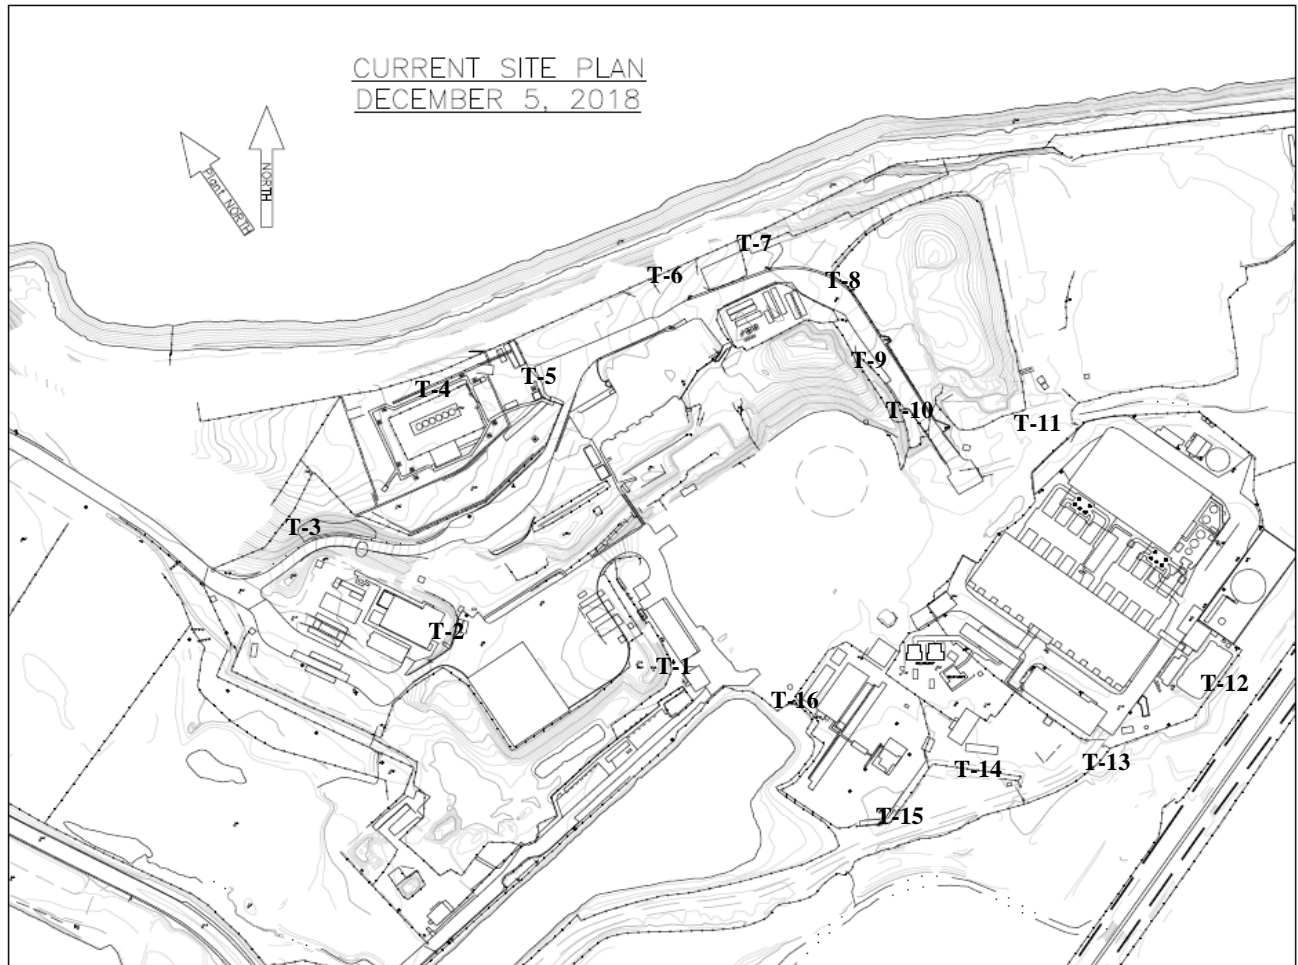 CURRENT SITE PLAN
DECEMBER 5, 2018
NORTH
Plant NORTH
T-7
T-6
T-8
T-9
T-5
T-4
T-10
T-11
T-3
T-2
T-1
T-12
T-16
T-13
T-14
T-15